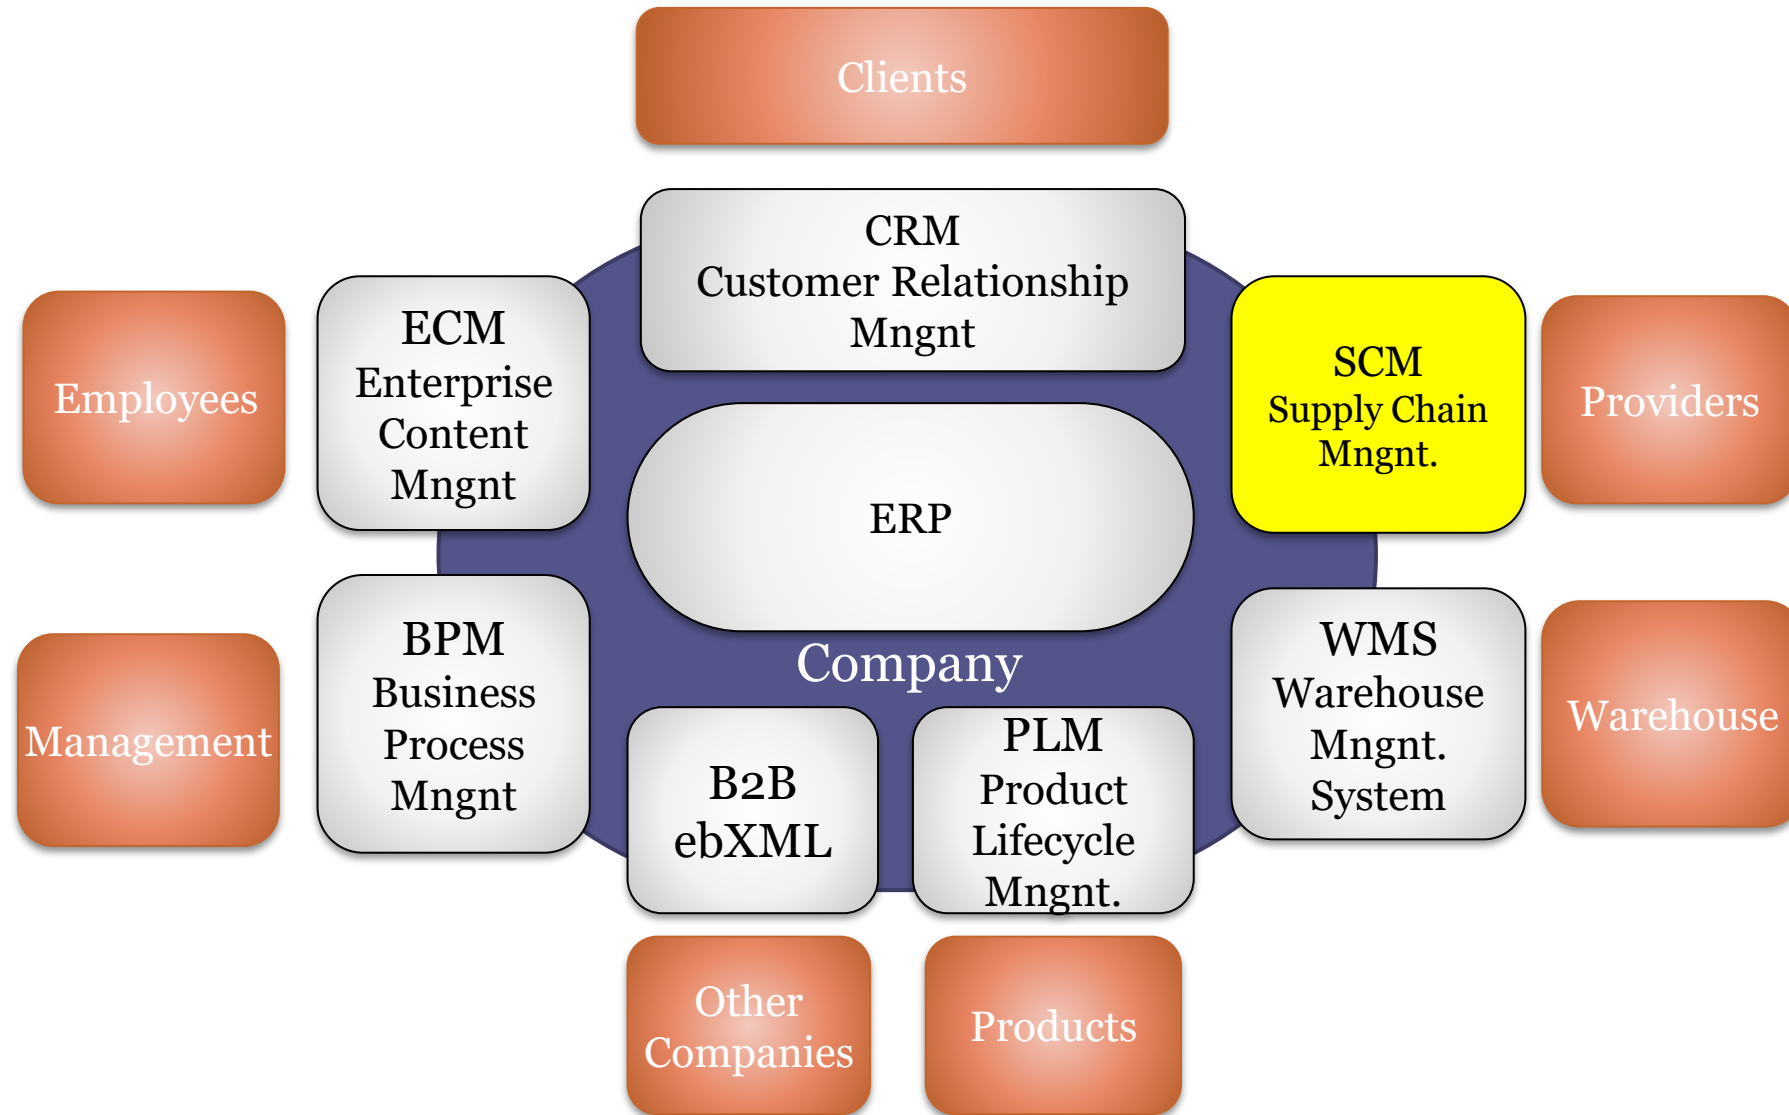 Clients
CRM
Customer Relationship
Mngnt
Employees
ECM
Enterprise
Content
Mngnt
SCM
Supply Chain
Mngnt.
Providers
ERP
Company
Management
BPM
Business
Process
Mngnt
WMS
Warehouse
Mngnt.
System
Warehouse
B2B
ebXML
PLM
Product
Lifecycle
Mngnt.
Other
Companies
Products